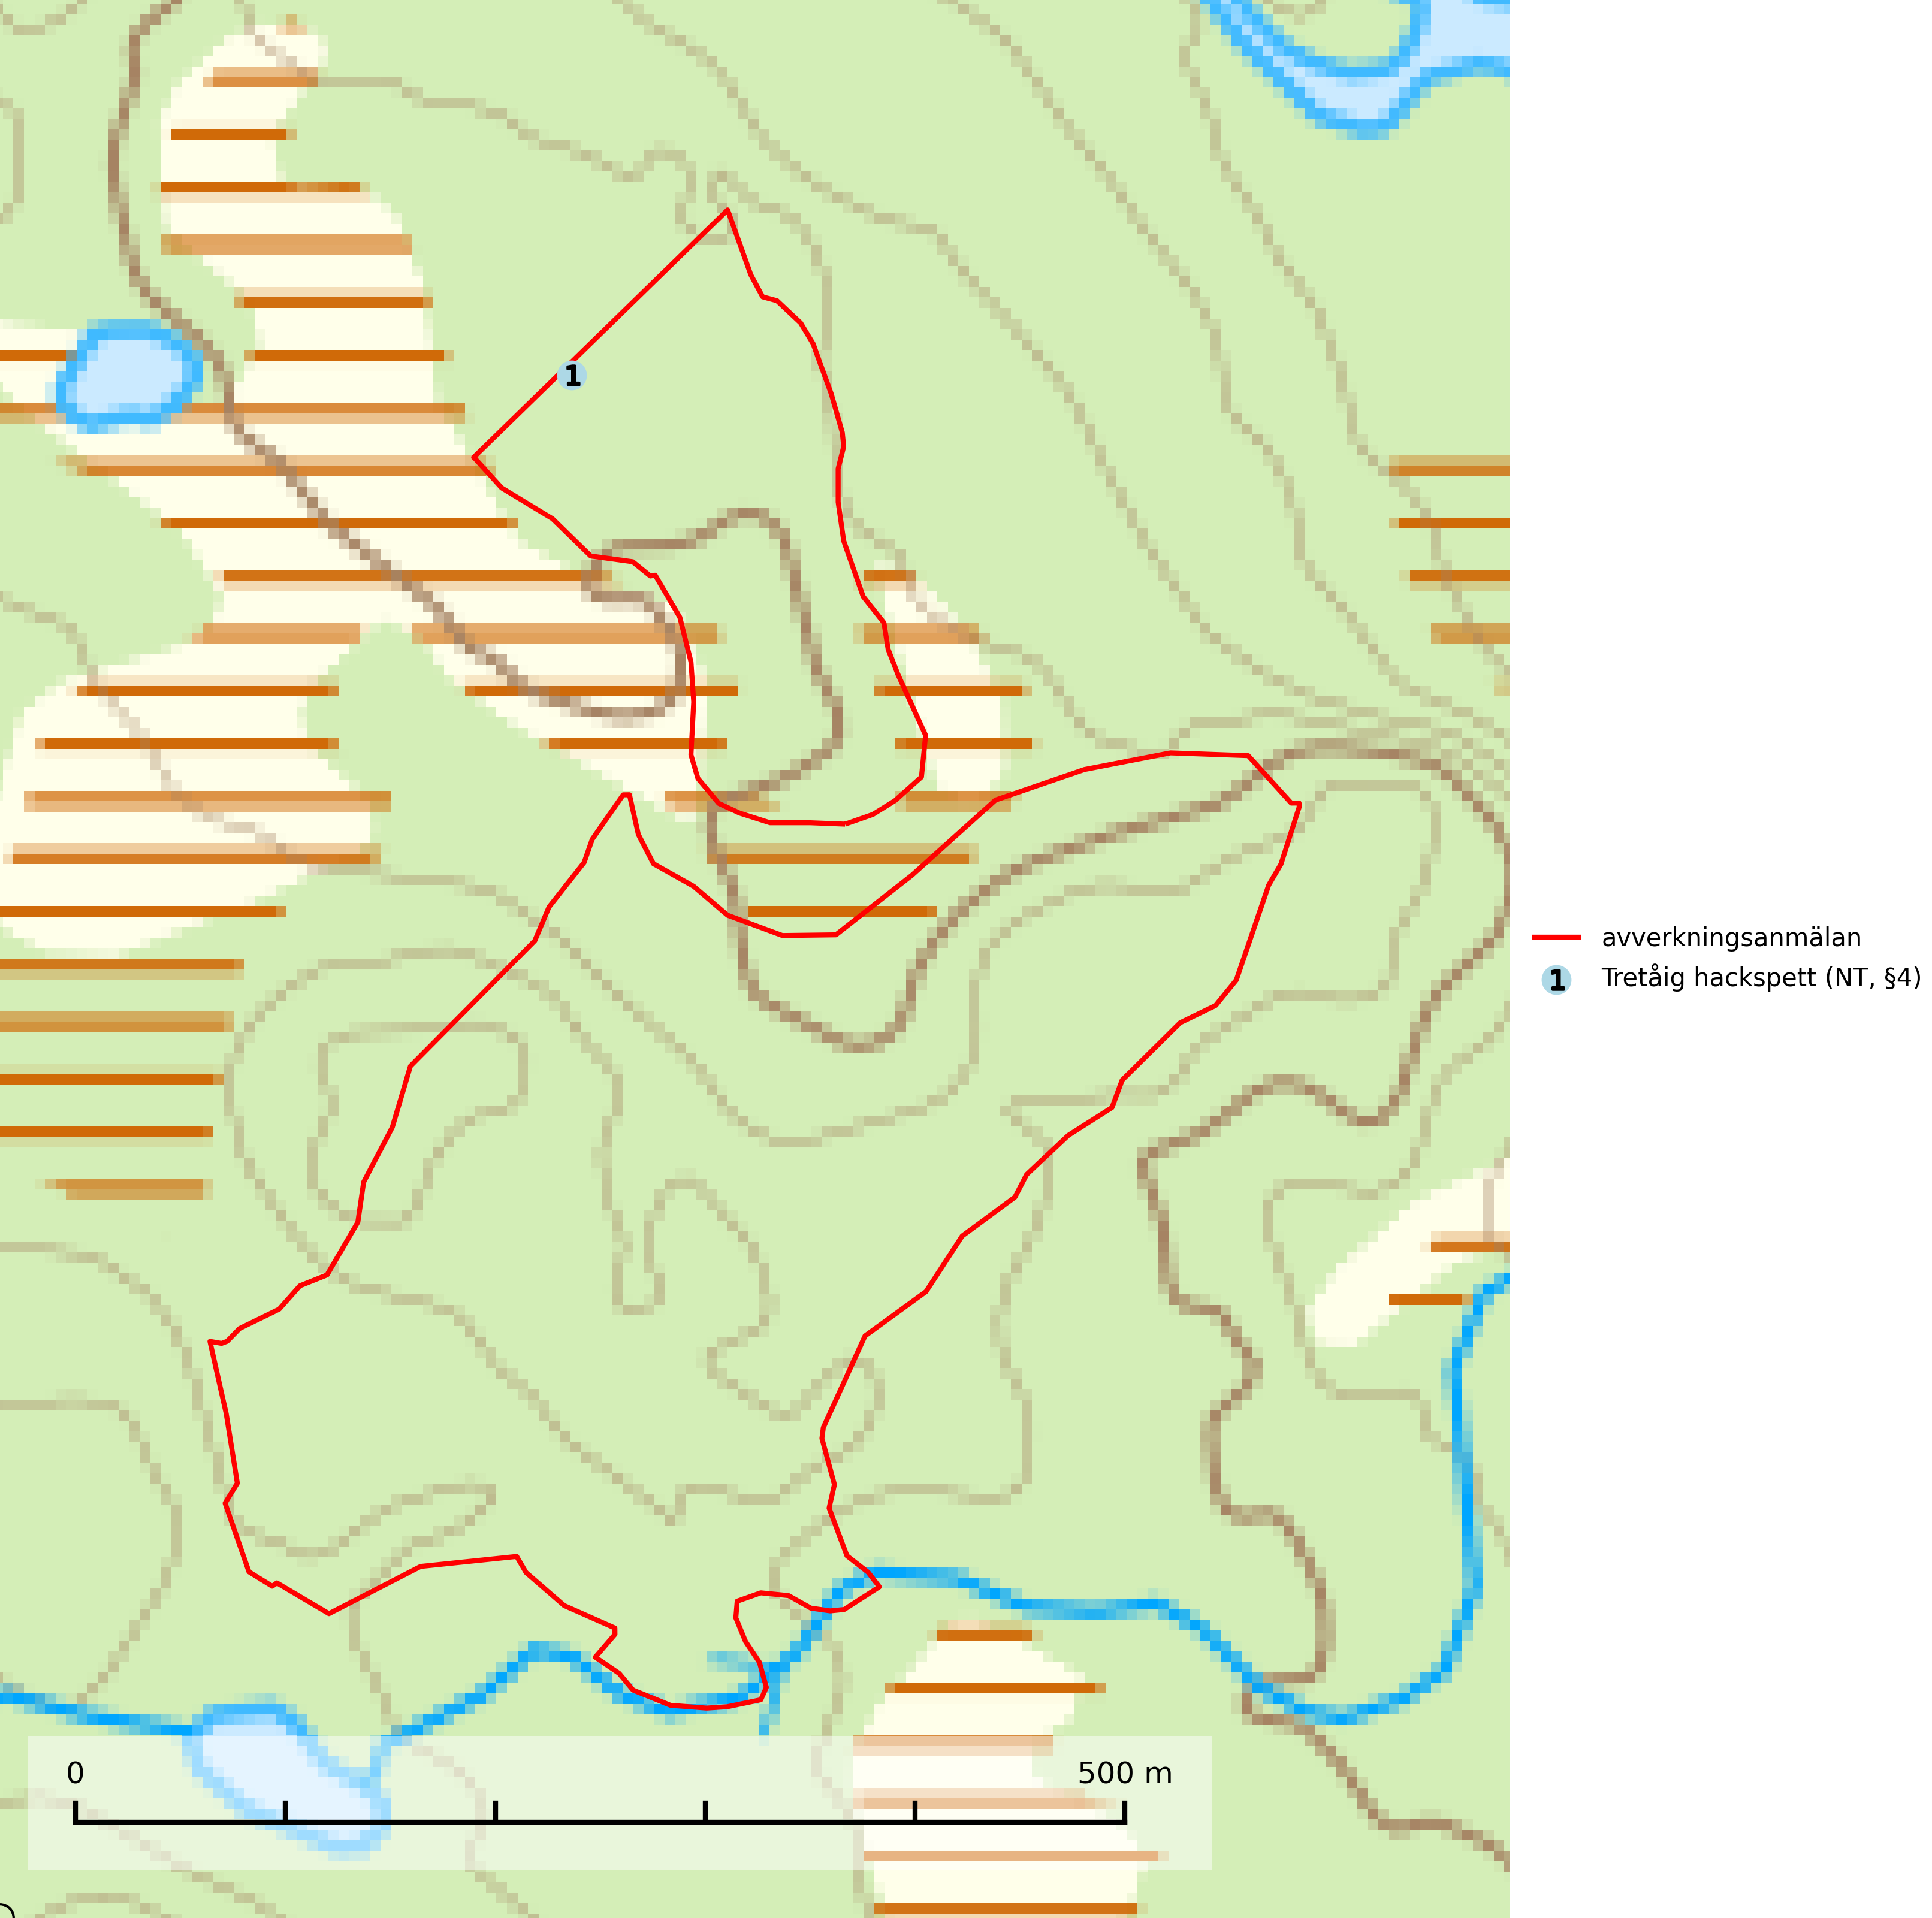 1
avverkningsanmälan
1 Tretåig hackspett (NT, §4)
0 500 m